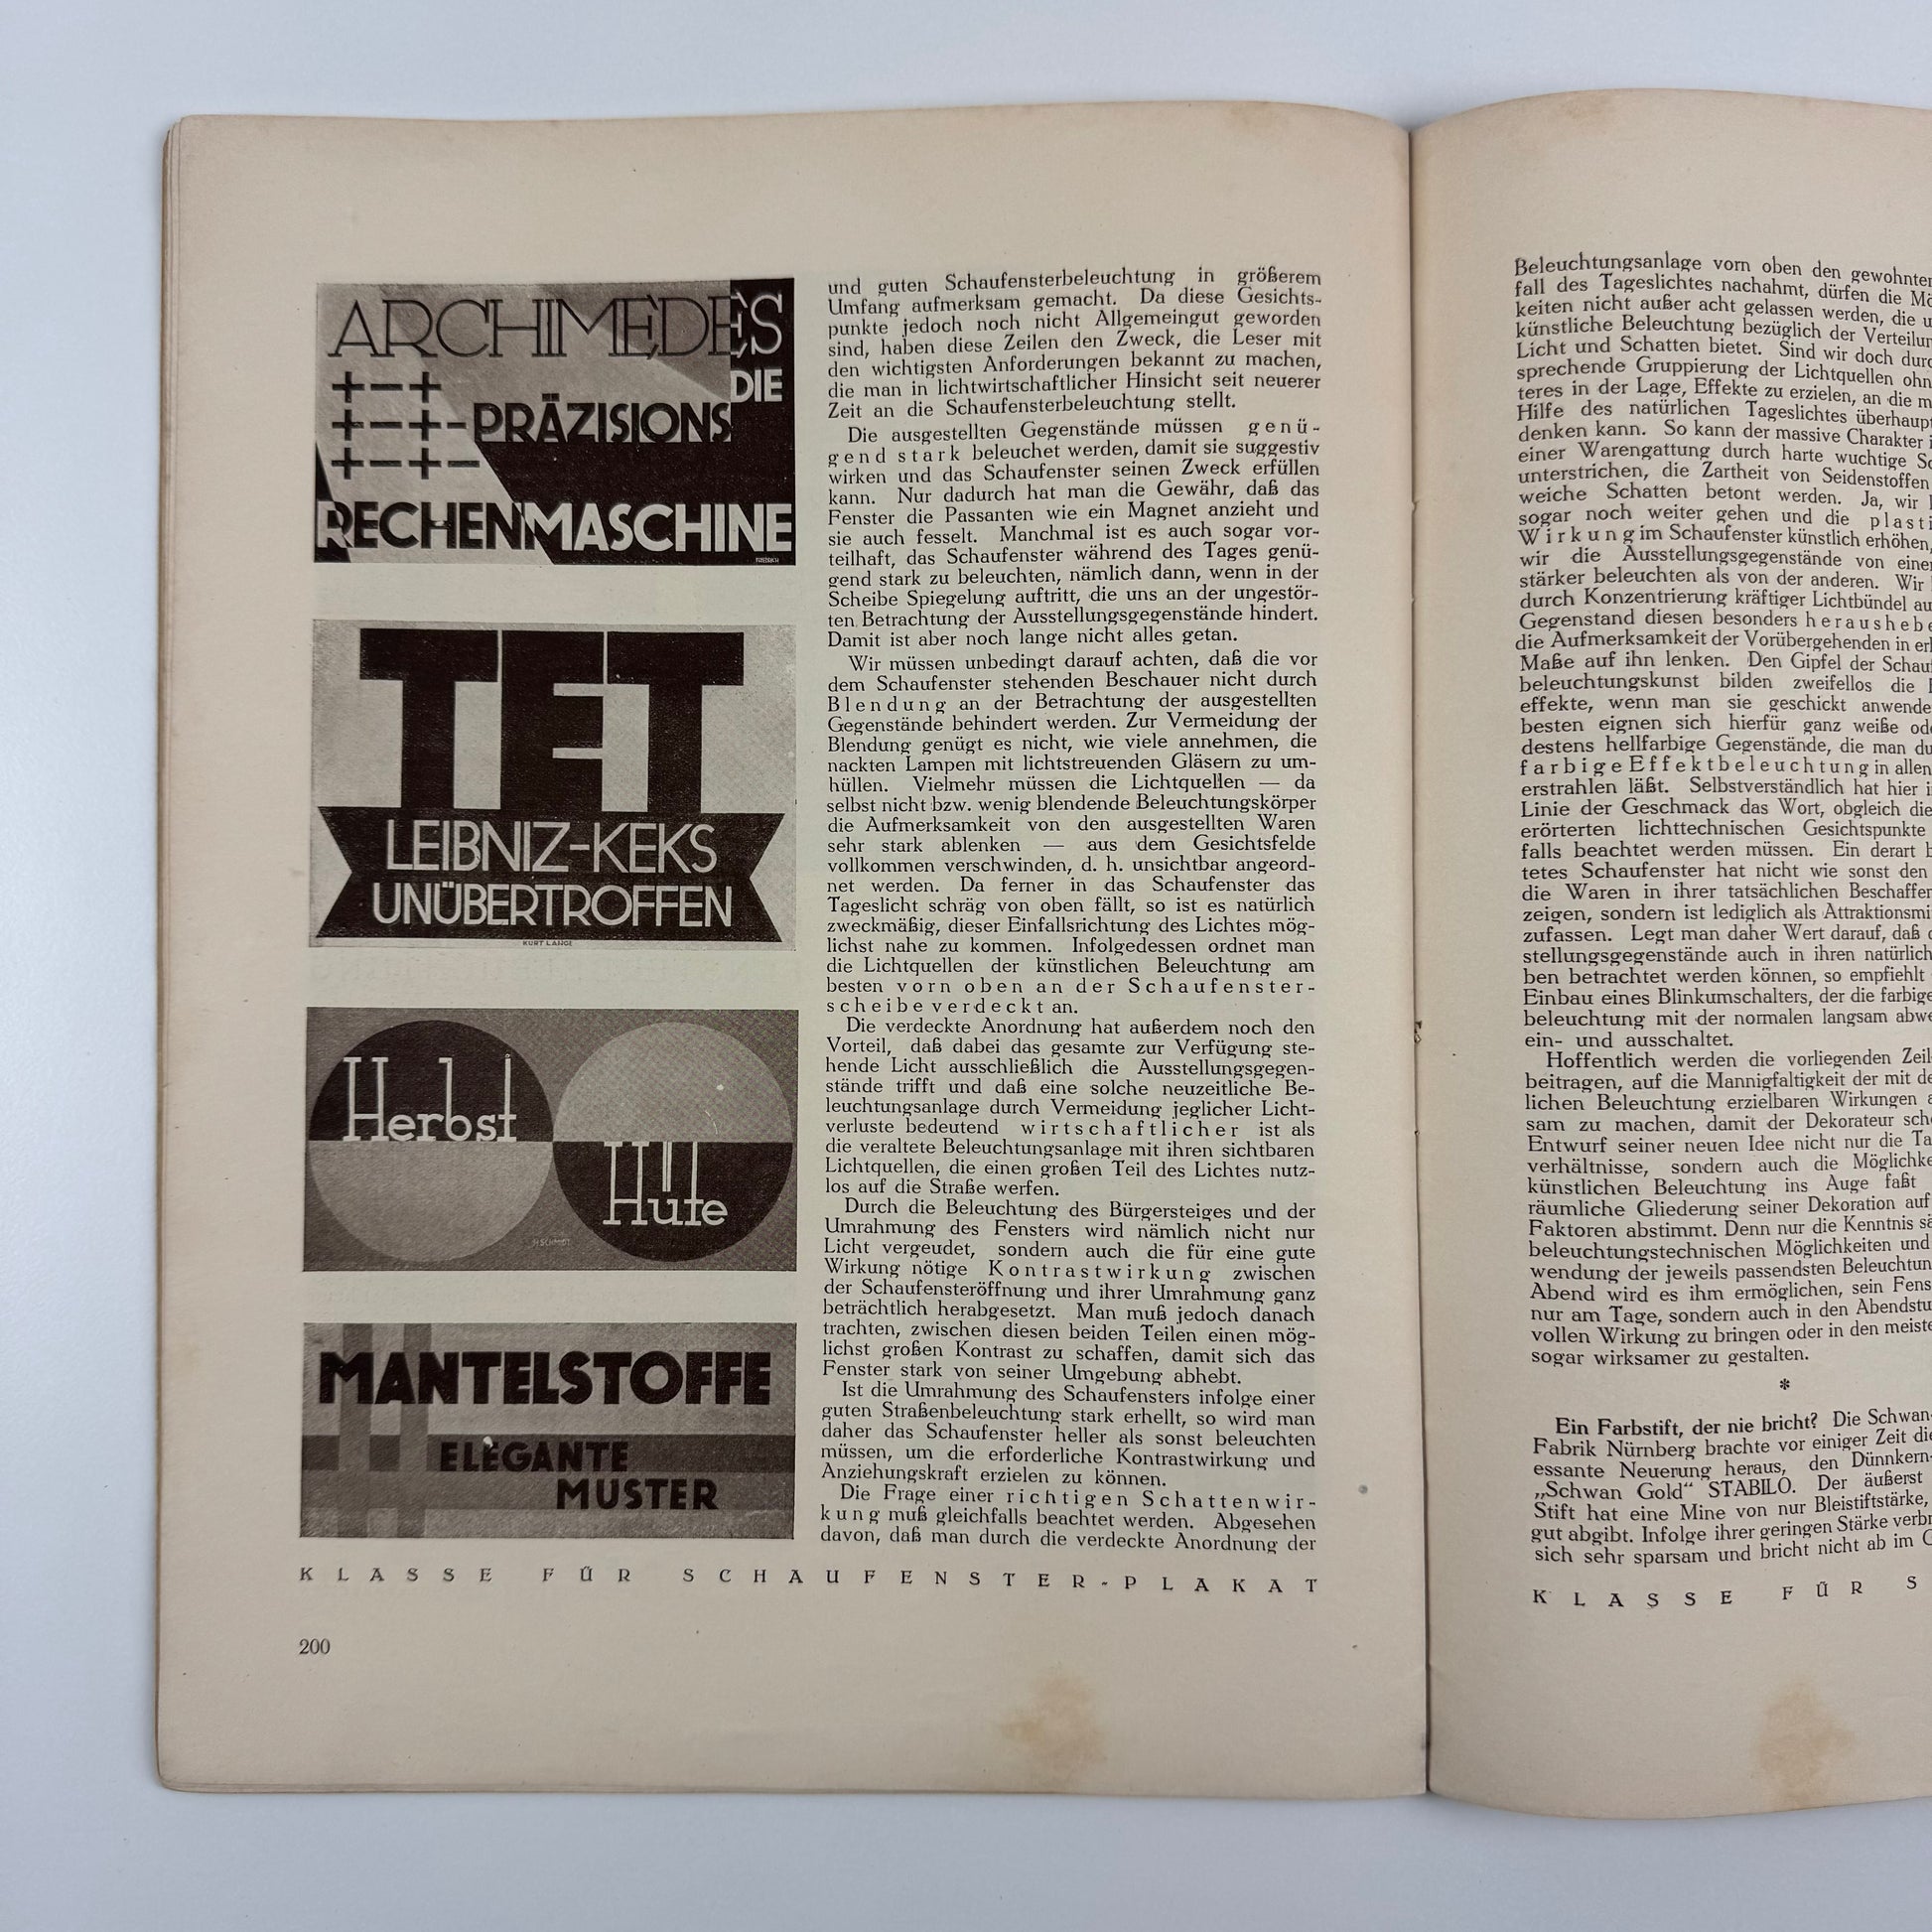 ARCHIMEDES
DIE
+−+
+−+-PRÄZISIONS
+−+−
RECHENMASCHINE
TET
LEIBNIZ-KEKS
UNÜBERTROFFEN
KURT LANGE
Herbst
Hüte
H SCHMIDT
MANTELSTOFFE
ELEGANTE
MUSTER
und guten Schaufensterbeleuchtung in größerem
Umfang aufmerksam gemacht. Da diese Gesichts-
punkte jedoch noch nicht Allgemeingut geworden
sind, haben diese Zeilen den Zweck, die Leser mit
den wichtigsten Anforderungen bekannt zu machen,
die man in lichtwirtschaftlicher Hinsicht seit neuerer
Zeit an die Schaufensterbeleuchtung stellt.
Die ausgestellten Gegenstände müssen genü-
gend stark beleuchet werden, damit sie suggestiv
wirken und das Schaufenster seinen Zweck erfüllen
kann. Nur dadurch hat man die Gewähr, daß das
Fenster die Passanten wie ein Magnet anzieht und
sie auch fesselt. Manchmal ist es auch sogar vor-
teilhaft, das Schaufenster während des Tages genü-
gend stark zu beleuchten, nämlich dann, wenn in der
Scheibe Spiegelung auftritt, die uns an der ungestör-
ten Betrachtung der Ausstellungsgegenstände hindert.
Damit ist aber noch lange nicht alles getan.
Wir müssen unbedingt darauf achten, daß die vor
dem Schaufenster stehenden Beschauer nicht durch
Blendung an der Betrachtung der ausgestellten
Gegenstände behindert werden. Zur Vermeidung der
Blendung genügt es nicht, wie viele annehmen, die
nackten Lampen mit lichtstreuenden Gläsern zu um-
hüllen. Vielmehr müssen die Lichtquellen — da
selbst nicht bzw. wenig blendende Beleuchtungskörper
die Aufmerksamkeit von den ausgestellten Waren
sehr stark ablenken — aus dem Gesichtsfelde
vollkommen verschwinden, d. h. unsichtbar angeord-
net werden. Da ferner in das Schaufenster das
Tageslicht schräg von oben fällt, so ist es natürlich
zweckmäßig, dieser Einfallsrichtung des Lichtes mög-
lichst nahe zu kommen. Infolgedessen ordnet man
die Lichtquellen der künstlichen Beleuchtung am
besten vorn oben an der Schaufenster-
scheibe verdeckt an.
Die verdeckte Anordnung hat außerdem noch den
Vorteil, daß dabei das gesamte zur Verfügung ste-
hende Licht ausschließlich die Ausstellungsgegen-
stände trifft und daß eine solche neuzeitliche Be-
leuchtungsanlage durch Vermeidung jeglicher Licht-
verluste bedeutend wirtschaftlicher ist als
die veraltete Beleuchtungsanlage mit ihren sichtbaren
Lichtquellen, die einen großen Teil des Lichtes nutz-
los auf die Straße werfen.
Durch die Beleuchtung des Bürgersteiges und der
Umrahmung des Fensters wird nämlich nicht nur
Licht vergeudet, sondern auch die für eine gute
Wirkung nötige Kontrastwirkung zwischen
der Schaufensteröffnung und ihrer Umrahmung ganz
beträchtlich herabgesetzt. Man muß jedoch danach
trachten, zwischen diesen beiden Teilen einen mög-
lichst großen Kontrast zu schaffen, damit sich das
Fenster stark von seiner Umgebung abhebt.
Ist die Umrahmung des Schaufensters infolge einer
guten Straßenbeleuchtung stark erhellt, so wird man
daher das Schaufenster heller als sonst beleuchten
müssen, um die erforderliche Kontrastwirkung und
Anziehungskraft erzielen zu können.
Die Frage einer richtigen Schattenwir-
kung muß gleichfalls beachtet werden. Abgesehen
davon, daß man durch die verdeckte Anordnung der
KLASSE FÜR SCHAUFENSTER-PLAKAT
200
Beleuchtungsanlage vorn oben den gewohnten
fall des Tageslichtes nachahmt, dürfen die Mö
keiten nicht außer acht gelassen werden, die u
künstliche Beleuchtung bezüglich der Verteilun
Licht und Schatten bietet. Sind wir doch durc
sprechende Gruppierung der Lichtquellen ohn
teres in der Lage, Effekte zu erzielen, an die m
Hilfe des natürlichen Tageslichtes überhaupt
denken kann. So kann der massive Charakter
einer Warengattung durch harte wuchtige Sc
unterstrichen, die Zartheit von Seidenstoffen
weiche Schatten betont werden. Ja, wir
sogar noch weiter gehen und die plasti
Wirkung im Schaufenster künstlich erhöhen,
wir die Ausstellungsgegenstände von einer
stärker beleuchten als von der anderen. Wir
durch Konzentrierung kräftiger Lichtbündel au
Gegenstand diesen besonders heraushebe
die Aufmerksamkeit der Vorübergehenden in erh
Maße auf ihn lenken. Den Gipfel der Schauf
beleuchtungskunst bilden zweifellos die
effekte, wenn man sie geschickt anwende
besten eignen sich hierfür ganz weiße ode
destens hellfarbige Gegenstände, die man du
farbige Effektbeleuchtung in allen
erstrahlen läßt. Selbstverständlich hat hier i
Linie der Geschmack das Wort, obgleich die
erörterten lichttechnischen Gesichtspunkte
falls beachtet werden müssen. Ein derart b
tetes Schaufenster hat nicht wie sonst den
die Waren in ihrer tatsächlichen Beschaffen
zeigen, sondern ist lediglich als Attraktionsmi
zufassen. Legt man daher Wert darauf, daß d
stellungsgegenstände auch in ihren natürlich
ben betrachtet werden können, so empfiehlt
Einbau eines Blinkumschalters, der die farbige
beleuchtung mit der normalen langsam abwe
ein- und ausschaltet.
Hoffentlich werden die vorliegenden Zeil
beitragen, auf die Mannigfaltigkeit der mit de
lichen Beleuchtung erzielbaren Wirkungen a
sam zu machen, damit der Dekorateur scho
Entwurf seiner neuen Idee nicht nur die Ta
verhältnisse, sondern auch die Möglichke
künstlichen Beleuchtung ins Auge faßt
räumliche Gliederung seiner Dekoration auf
Faktoren abstimmt. Denn nur die Kenntnis sä
beleuchtungstechnischen Möglichkeiten und
wendung der jeweils passendsten Beleuchtun
Abend wird es ihm ermöglichen, sein Fens
nur am Tage, sondern auch in den Abendstu
vollen Wirkung zu bringen oder in den meiste
sogar wirksamer zu gestalten.
*
Ein Farbstift, der nie bricht? Die Schwan-
Fabrik Nürnberg brachte vor einiger Zeit die
essante Neuerung heraus, den Dünnkern-
„Schwan Gold“ STABILO. Der äußerst
Stift hat eine Mine von nur Bleistiftstärke,
gut abgibt. Infolge ihrer geringen Stärke verbr
sich sehr sparsam und bricht nicht ab im G
KLASSE FÜR S